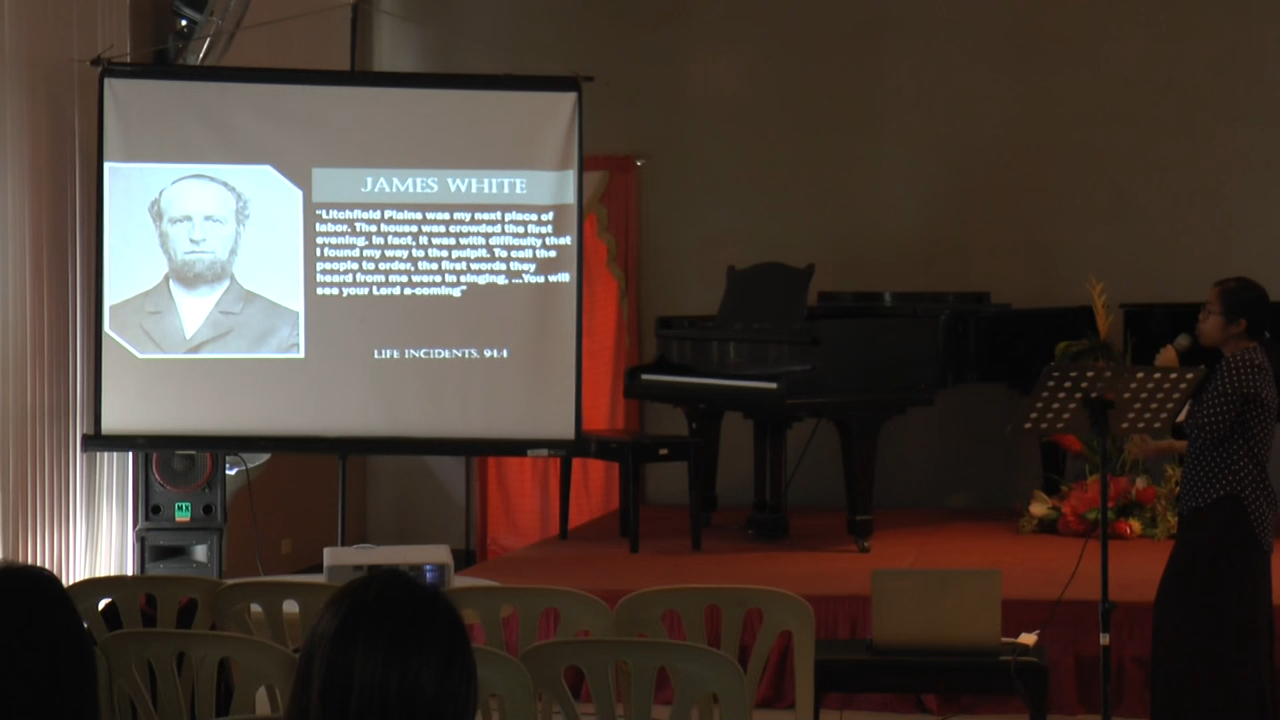 JAMES WHITE
"Litchfield Plains was my next place of
labor. The house was crowded the first
evening. In fact, it was with difficulty that
I found my way to the pulpit. To call the
people to order, the first words they
heard from me were in singing, ...You will
see your Lord a-coming"
LIFE INCIDENTS, 94.1
MX